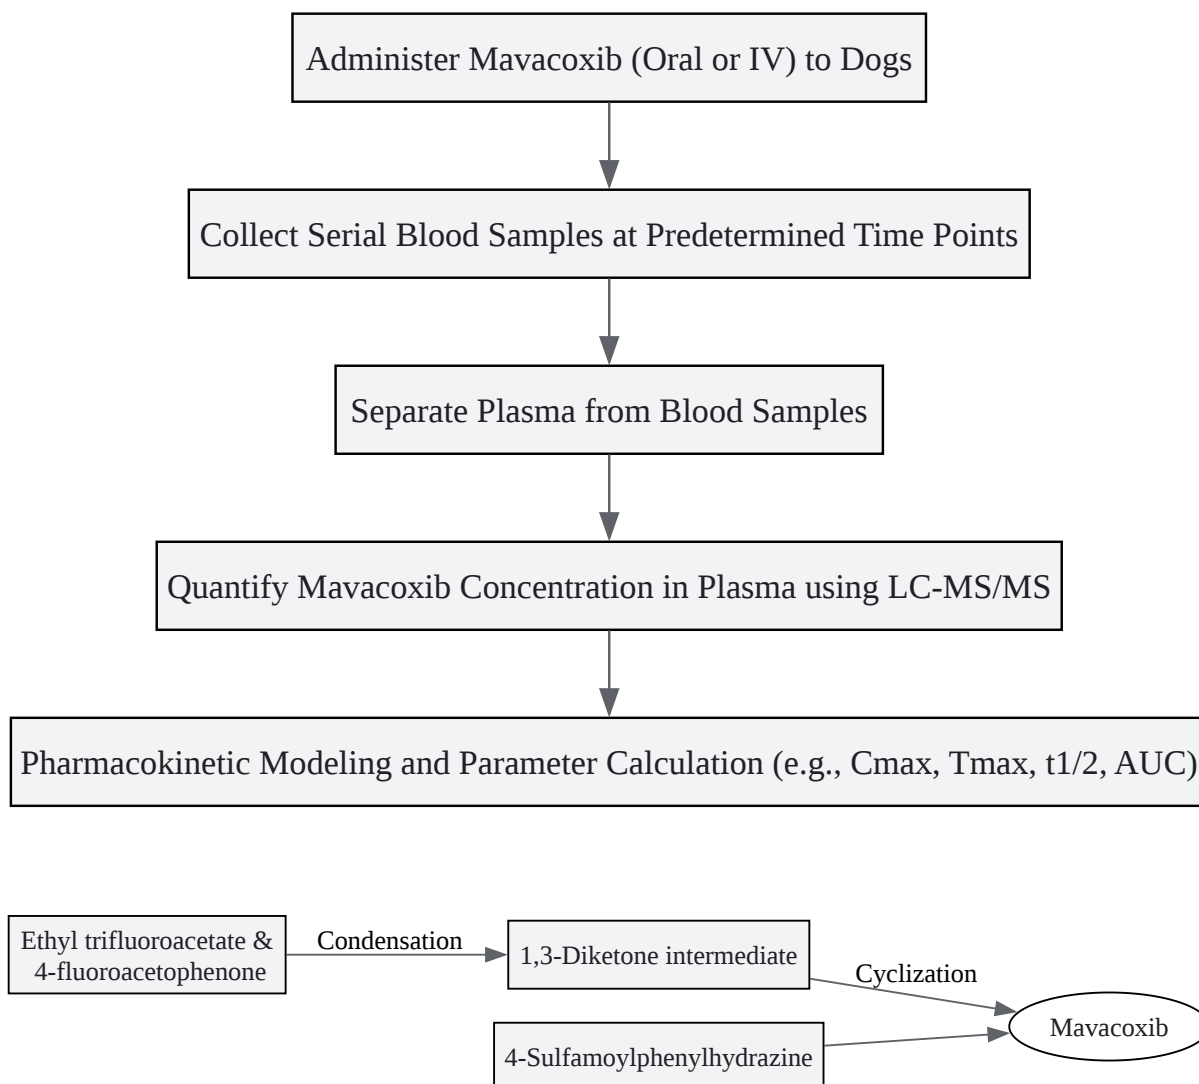 Administer Mavacoxib (Oral or IV) to Dogs
Collect Serial Blood Samples at Predetermined Time Points
Separate Plasma from Blood Samples
Quantify Mavacoxib Concentration in Plasma using LC-MS/MS
Pharmacokinetic Modeling and Parameter Calculation (e.g., Cmax, Tmax, t1/2, AUC)
Ethyl trifluoroacetate &
4-fluoroacetophenone
Condensation
1,3-Diketone intermediate
Cyclization
4-Sulfamoylphenylhydrazine
Mavacoxib